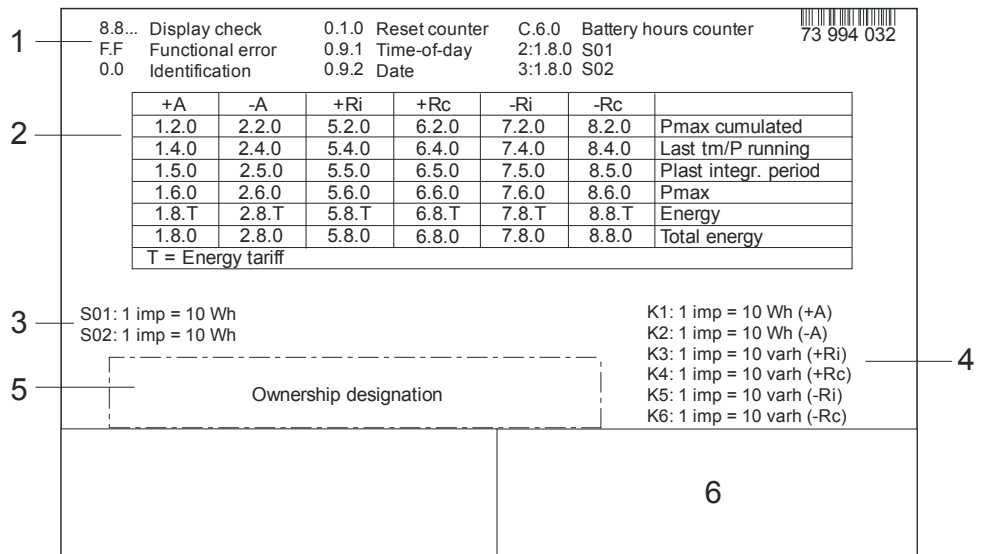 1
8.8... Display check 0.1.0 Reset counter C.6.0 Battery hours counter 73 994 032
F.F Functional error 0.9.1 Time-of-day 2:1.8.0 S01
0.0 Identification 0.9.2 Date 3:1.8.0 S02
2
+A -A +Ri +Rc -Ri -Rc
1.2.0 2.2.0 5.2.0 6.2.0 7.2.0 8.2.0 Pmax cumulated
1.4.0 2.4.0 5.4.0 6.4.0 7.4.0 8.4.0 Last tm/P running
1.5.0 2.5.0 5.5.0 6.5.0 7.5.0 8.5.0 Plast integr. period
1.6.0 2.6.0 5.6.0 6.6.0 7.6.0 8.6.0 Pmax
1.8.T 2.8.T 5.8.T 6.8.T 7.8.T 8.8.T Energy
1.8.0 2.8.0 5.8.0 6.8.0 7.8.0 8.8.0 Total energy
T = Energy tariff
3
S01: 1 imp = 10 Wh
S02: 1 imp = 10 Wh
K1: 1 imp = 10 Wh (+A)
K2: 1 imp = 10 Wh (-A)
K3: 1 imp = 10 varh (+Ri)
K4: 1 imp = 10 varh (+Rc)
K5: 1 imp = 10 varh (-Ri)
K6: 1 imp = 10 varh (-Rc)
4
5
Ownership designation
6